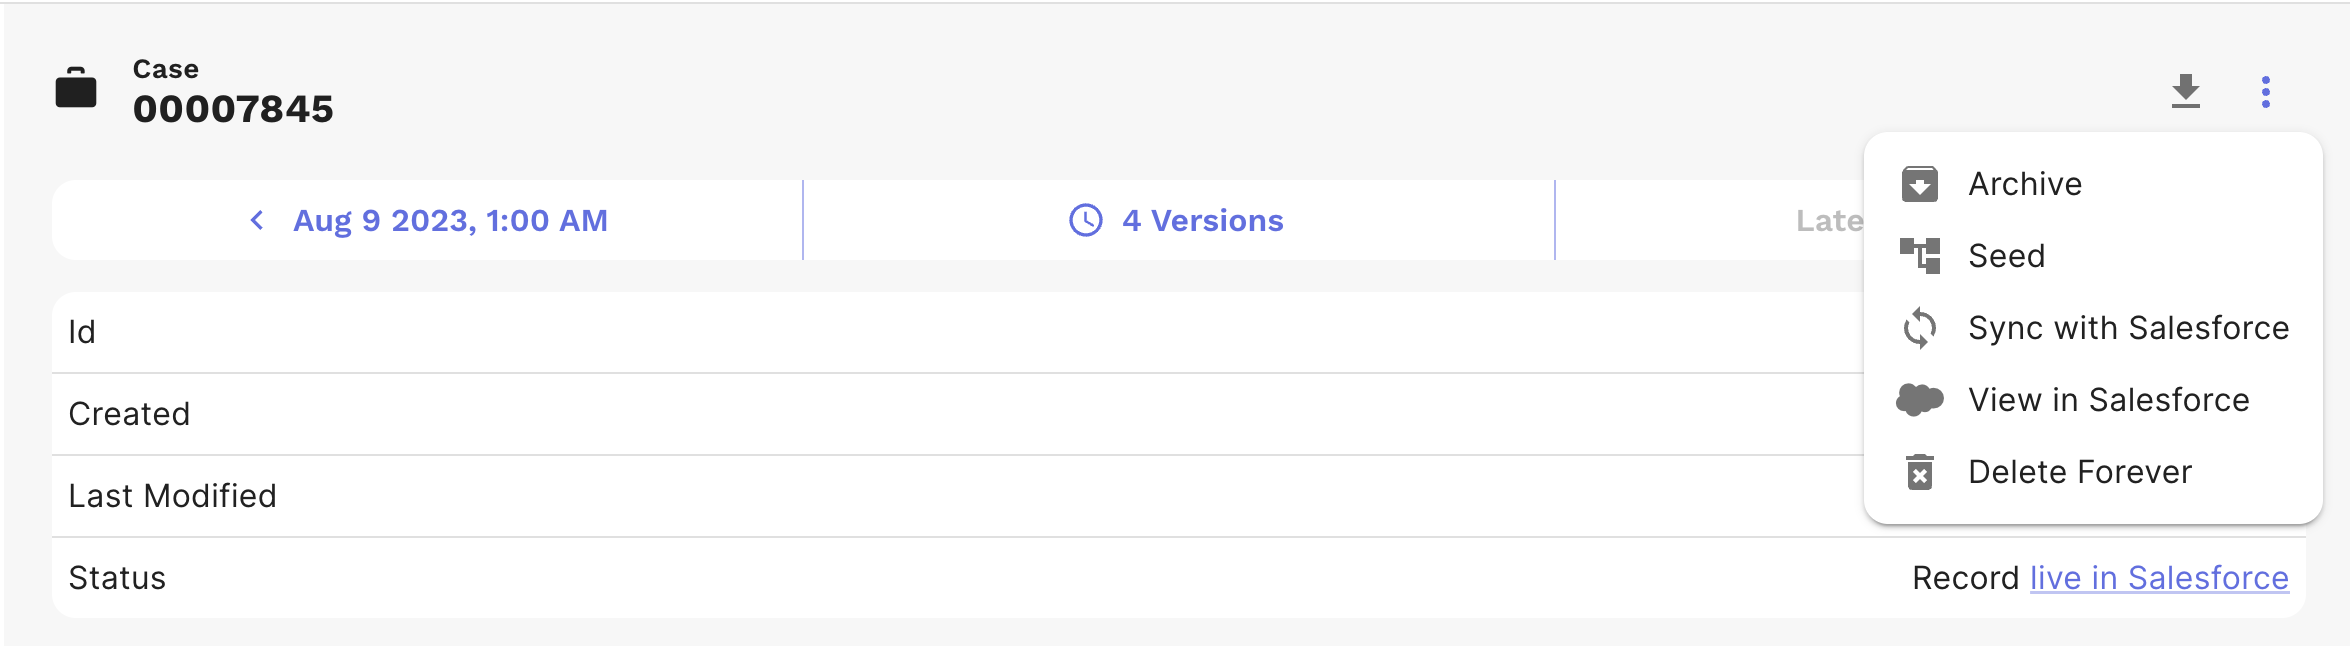 Case
00007845
Aug 9 2023, 1:00 AM
4 Versions
Archive
Seed
Sync with Salesforce
View in Salesforce
Delete Forever
Id
Created
Last Modified
Status
Record live in Salesforce